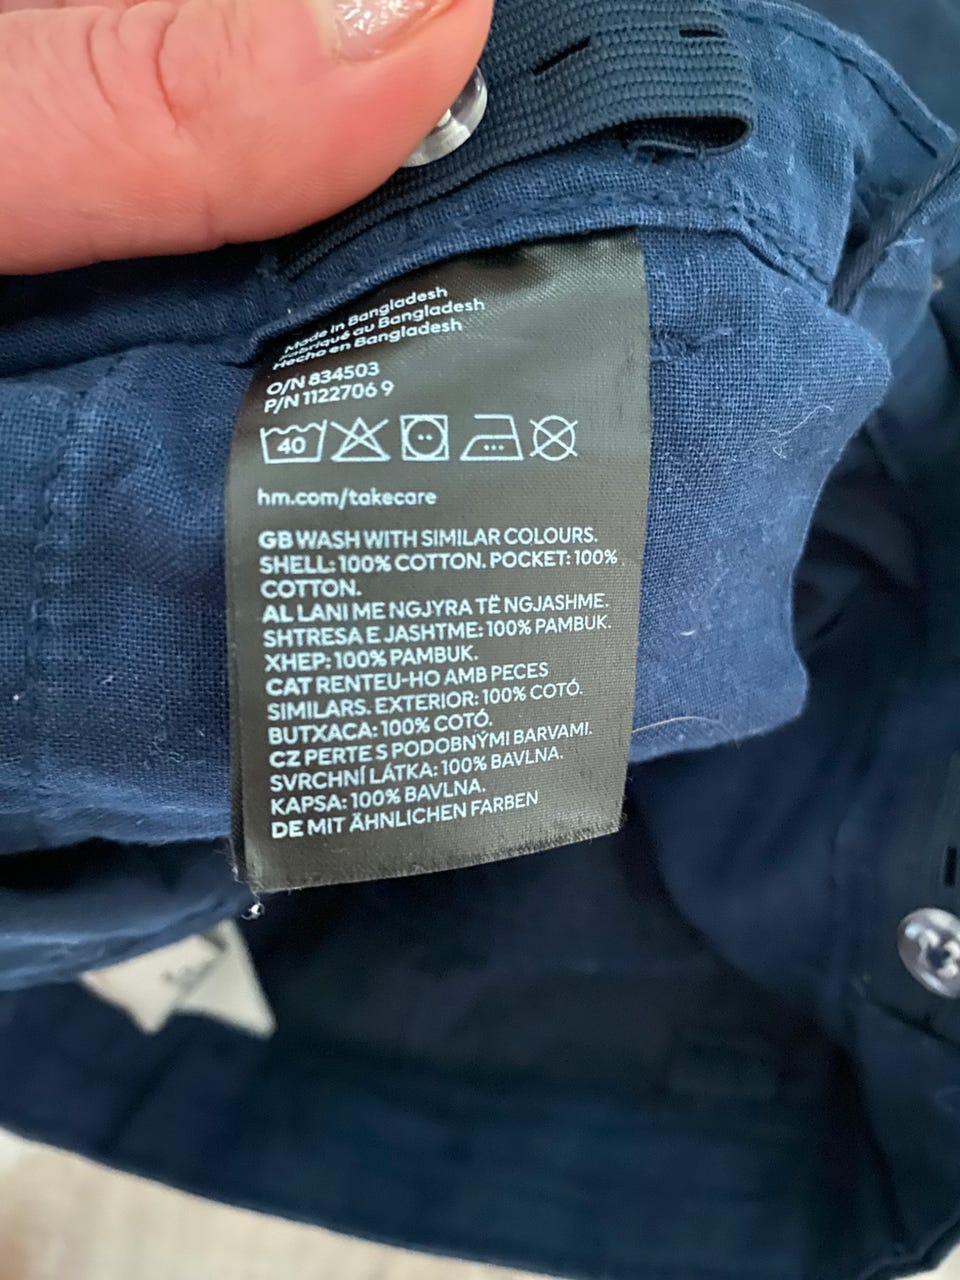 Made in Bangladesh
Fabriqué au Bangladesh
Hecho en Bangladesh
O/N 834503
P/N 1122706 9
40
hm.com/takecare
GB WASH WITH SIMILAR COLOURS.
SHELL: 100% COTTON. POCKET: 100%
COTTON.
AL LANI ME NGJYRA TË NGJASHME.
SHTRESA E JASHTME: 100% PAMBUK.
XHEP: 100% PAMBUK.
CAT RENTEU-HO AMB PECES
SIMILARS. EXTERIOR: 100% COTÓ.
BUTXACA: 100% COTÓ.
CZ PERTE S PODOBNÝMI BARVAMI.
SVRCHNÍ LÁTKA: 100% BAVLNA.
KAPSA: 100% BAVLNA.
DE MIT ÄHNLICHEN FARBEN